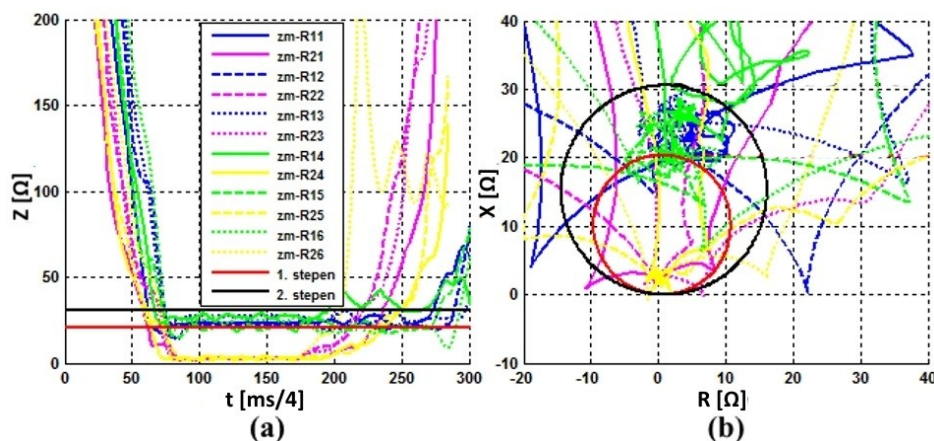 200
150
100
50
0
Z [Ω]
0 50 100 150 200 250 300
t [ms/4]
(a)
zm-R11
zm-R21
zm-R12
zm-R22
zm-R13
zm-R23
zm-R14
zm-R24
zm-R15
zm-R25
zm-R16
zm-R26
1. stepen
2. stepen
40
30
20
10
0
-10
X [Ω]
-20 -10 0 10 20 30 40
R [Ω]
(b)